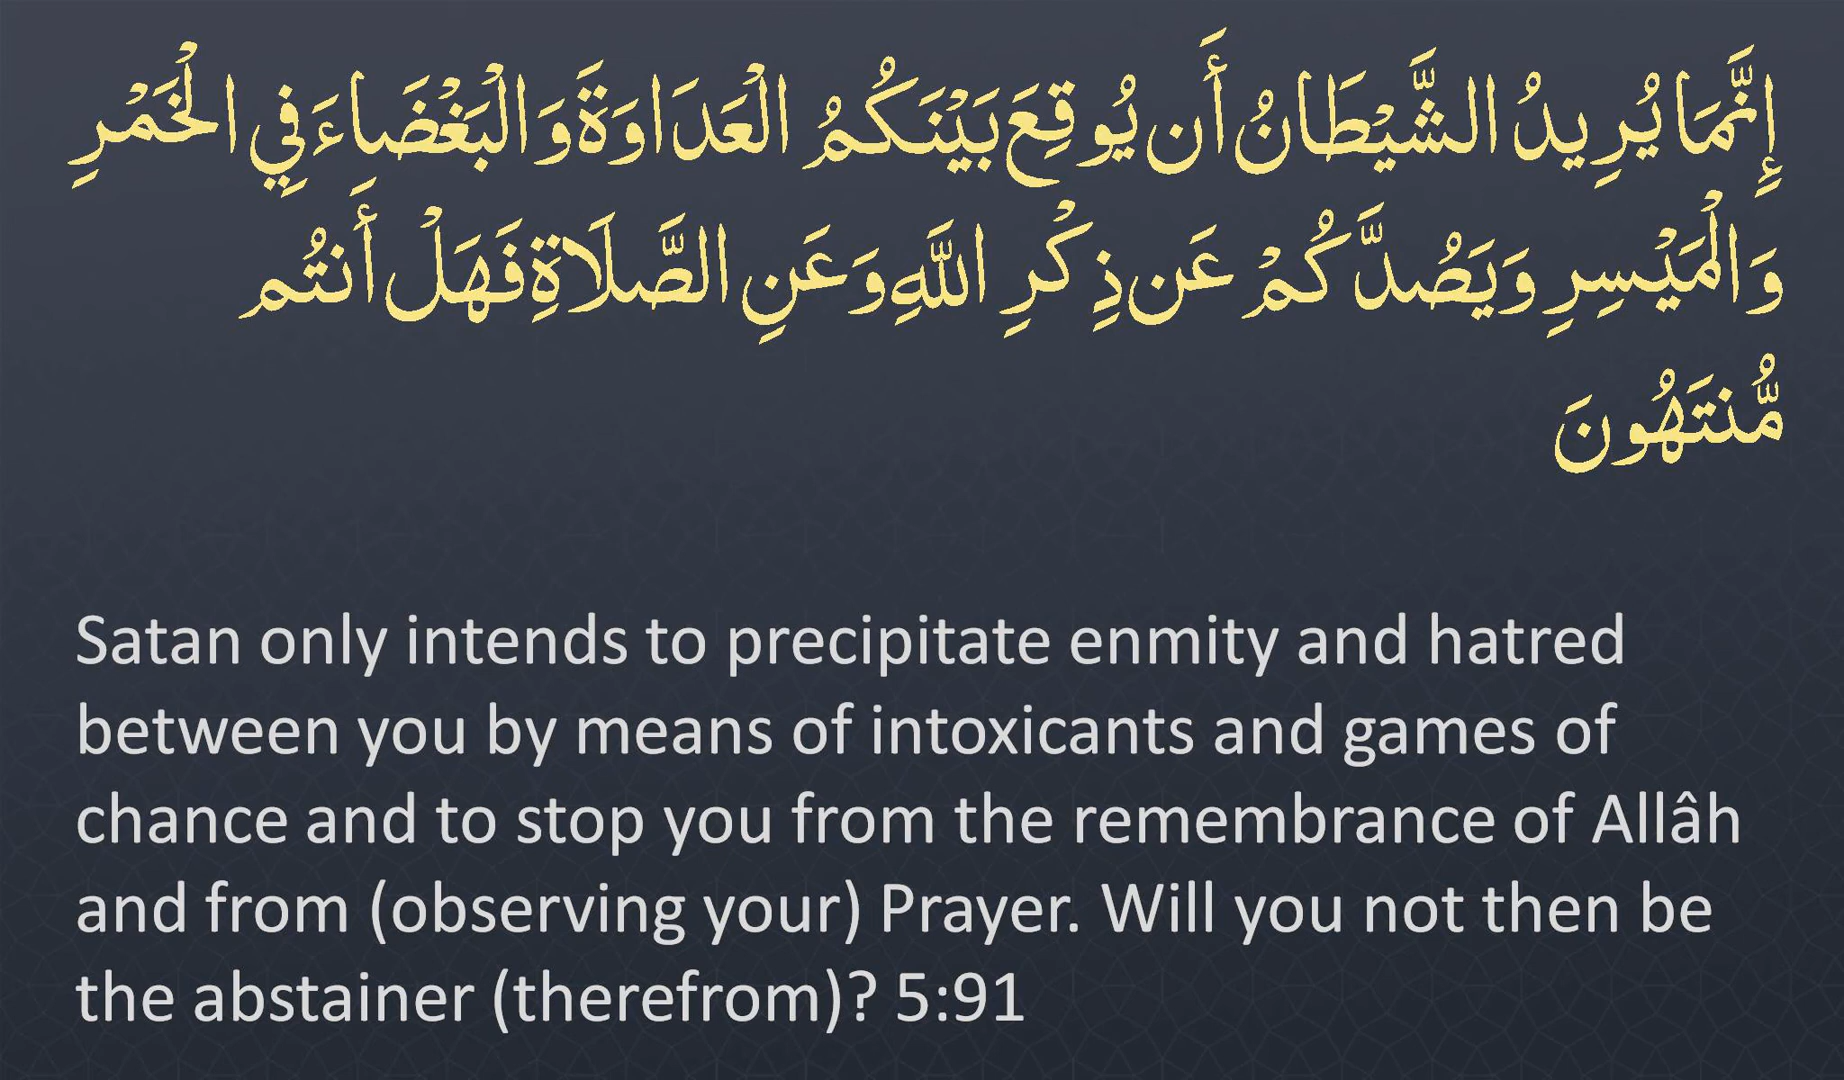 إِنَّمَا يُرِيدُ الشَّيْطَانُ أَن يُوقِعَ بَيْنَكُمُ الْعَدَاوَةَ وَالْبَغْضَاءَ فِي الْخَمْرِ
وَالْمَيْسِرِ وَيَصُدَّكُمْ عَن ذِكْرِ اللَّهِ وَعَنِ الصَّلَاةِ فَهَلْ أَنتُم
مُّنتَهُونَ
Satan only intends to precipitate enmity and hatred
between you by means of intoxicants and games of
chance and to stop you from the remembrance of Allâh
and from (observing your) Prayer. Will you not then be
the abstainer (therefrom)? 5:91